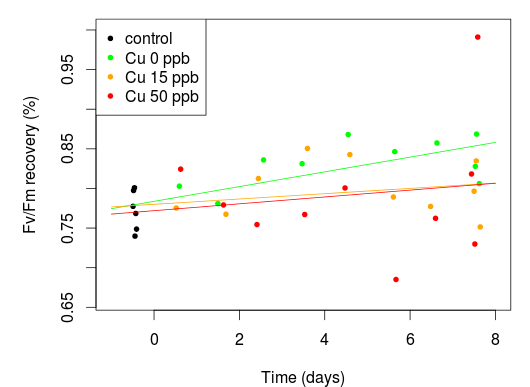 control
Cu 0 ppb
Cu 15 ppb
Cu 50 ppb
Fv/Fm recovery (%)
0.95
0.85
0.75
0.65
0 2 4 6 8
Time (days)